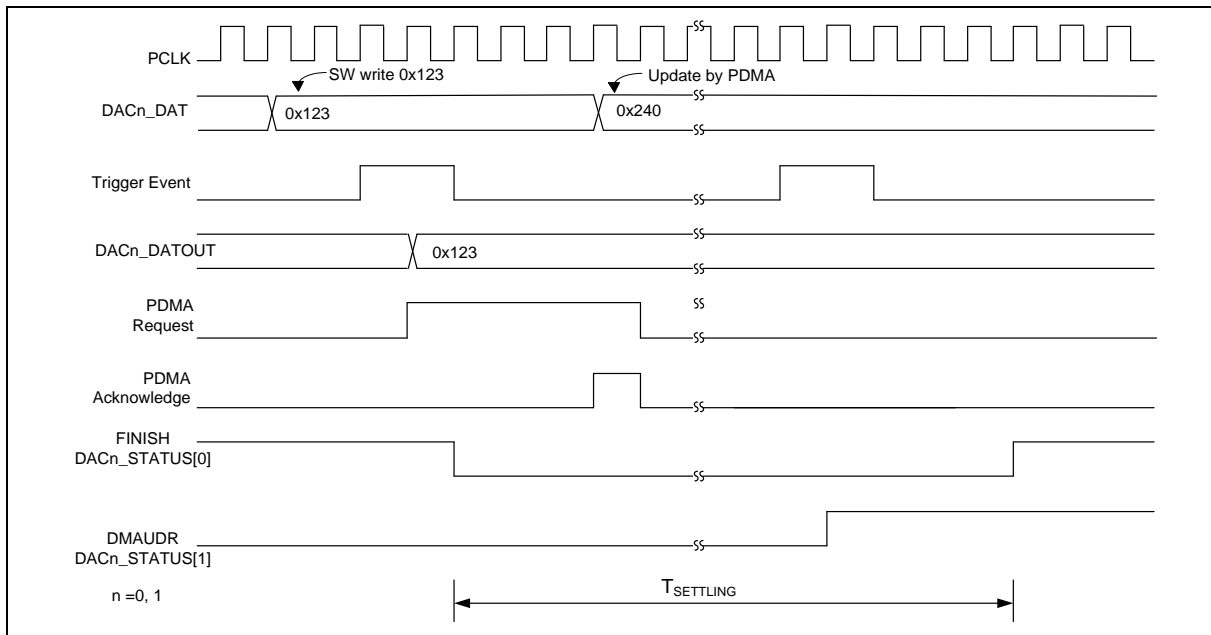 PCLK
SW write 0x123
Update by PDMA
DACn_DAT
0x123
0x240
Trigger Event
DACn_DATOUT
0x123
PDMA
Request
PDMA
Acknowledge
FINISH
DACn_STATUS[0]
DMAUDR
DACn_STATUS[1]
n =0, 1
TSETTLING